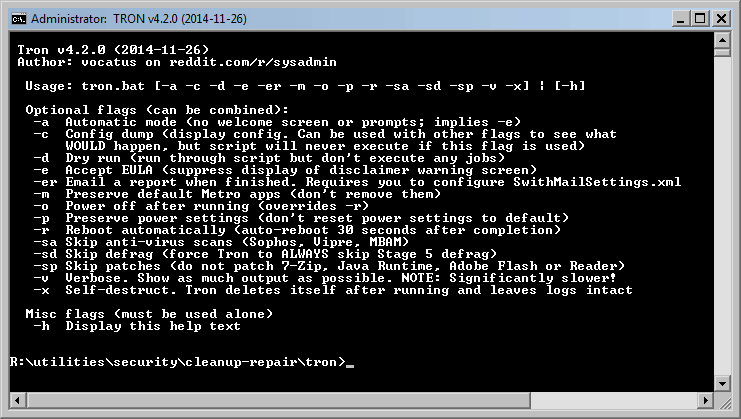 Administrator: TRON v4.2.0 (2014-11-26)
Tron v4.2.0 (2014-11-26)
Author: vocatus on reddit.com/r/sysadmin
Usage: tron.bat [-a -c -d -e -er -m -o -p -r -sa -sd -sp -v -x] ¦ [-h]
Optional flags (can be combined):
-a  Automatic mode (no welcome screen or prompts; implies -e)
-c  Config dump (display config. Can be used with other flags to see what
WOULD happen, but script will never execute if this flag is used)
-d  Dry run (run through script but don't execute any jobs)
-e  Accept EULA (suppress display of disclaimer warning screen)
-er Email a report when finished. Requires you to configure SwithMailSettings.xml
-m  Preserve default Metro apps (don't remove them)
-o  Power off after running (overrides -r)
-p  Preserve power settings (don't reset power settings to default)
-r  Reboot automatically (auto-reboot 30 seconds after completion)
-sa Skip anti-virus scans (Sophos, Vipre, MBAM)
-sd Skip defrag (force Tron to ALWAYS skip Stage 5 defrag)
-sp Skip patches (do not patch 7-Zip, Java Runtime, Adobe Flash or Reader)
-v  Verbose. Show as much output as possible. NOTE: Significantly slower!
-x  Self-destruct. Tron deletes itself after running and leaves logs intact
Misc flags (must be used alone)
-h  Display this help text
R:\utilities\security\cleanup-repair\tron>_